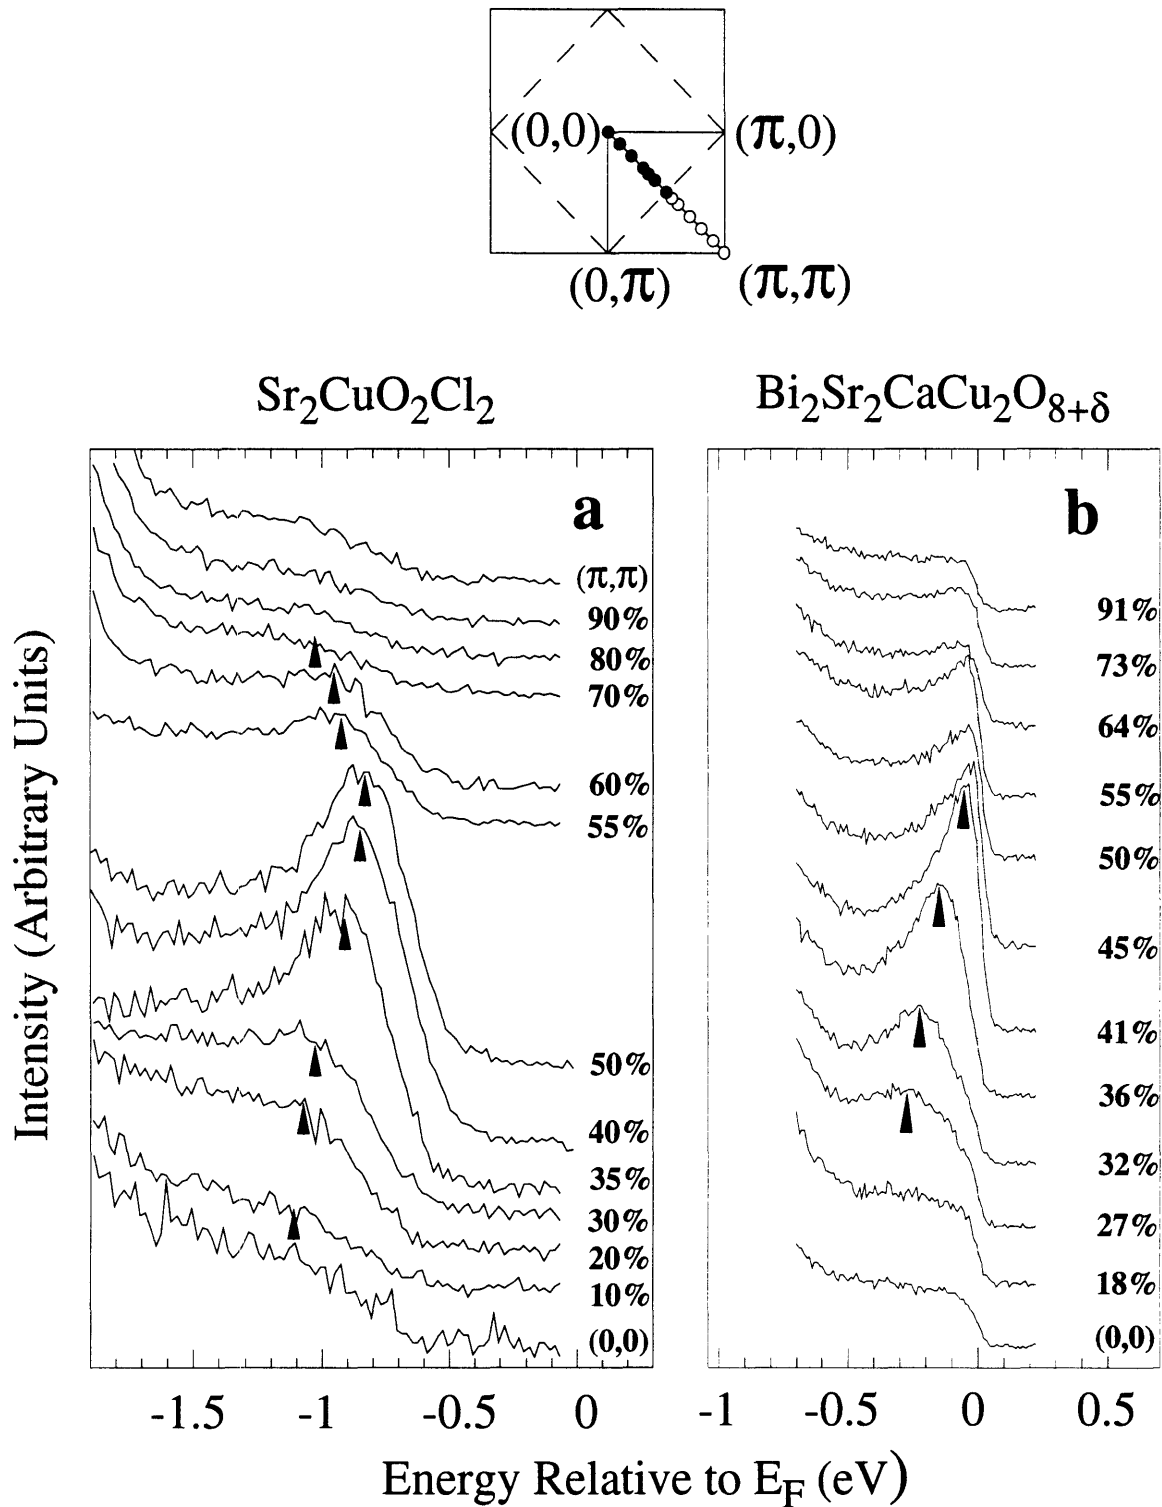 (0,0)
(π,0)
(0,π)
(π,π)
Sr2CuO2Cl2
Bi2Sr2CaCu2O8+δ
Intensity (Arbitrary Units)
a
(π,π)
90%
80%
70%
60%
55%
50%
40%
35%
30%
20%
10%
(0,0)
b
91%
73%
64%
55%
50%
45%
41%
36%
32%
27%
18%
(0,0)
-1.5 -1 -0.5 0
-1 -0.5 0 0.5
Energy Relative to EF (eV)